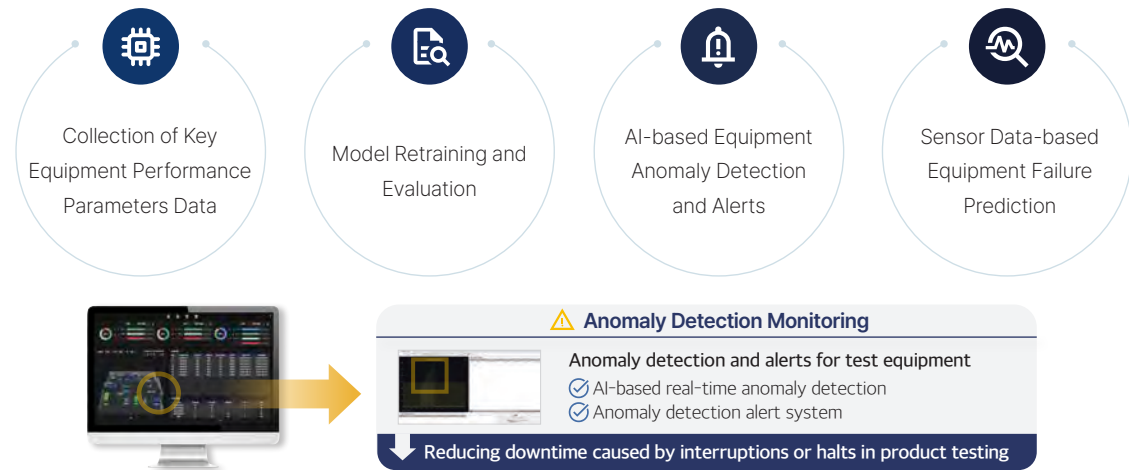 Collection of Key
Equipment Performance
Parameters Data
Model Retraining and
Evaluation
AI-based Equipment
Anomaly Detection
and Alerts
Sensor Data-based
Equipment Failure
Prediction
Anomaly Detection Monitoring
Anomaly detection and alerts for test equipment
AI-based real-time anomaly detection
Anomaly detection alert system
Reducing downtime caused by interruptions or halts in product testing